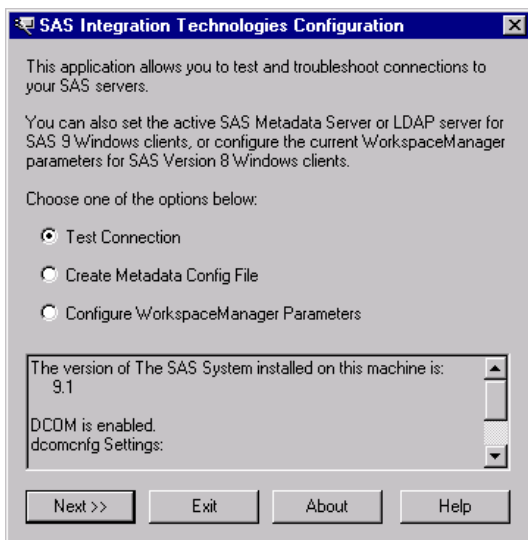 SAS Integration Technologies Configuration
This application allows you to test and troubleshoot connections to
your SAS servers.
You can also set the active SAS Metadata Server or LDAP server for
SAS 9 Windows clients, or configure the current WorkspaceManager
parameters for SAS Version 8 Windows clients.
Choose one of the options below:
Test Connection
Create Metadata Config File
Configure WorkspaceManager Parameters
The version of The SAS System installed on this machine is:
9.1
DCOM is enabled.
dcomcnfg Settings:
Next >> Exit About Help